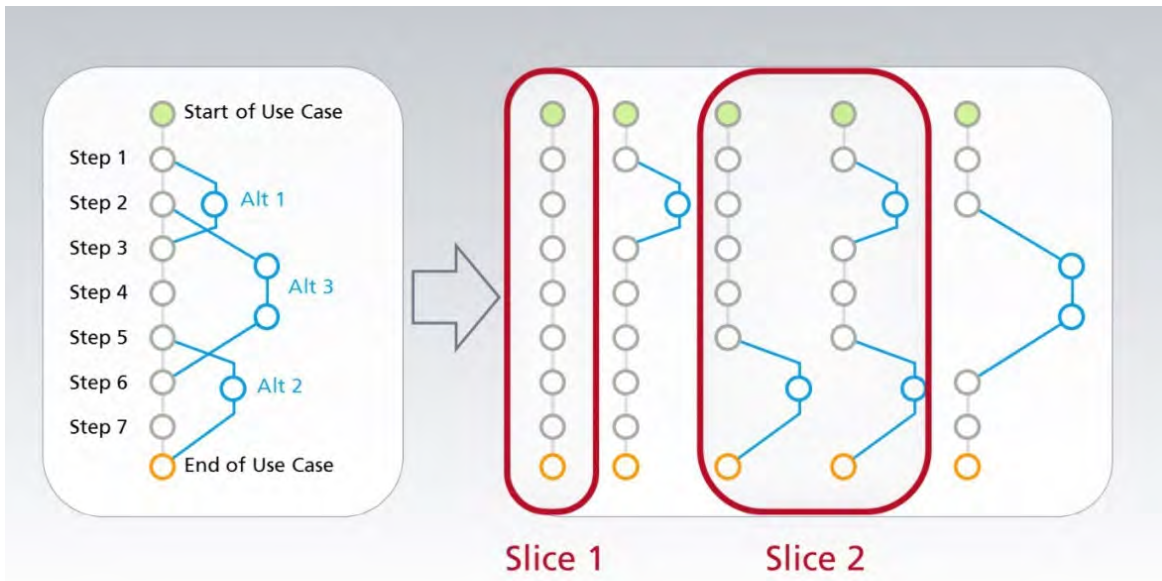 Start of Use Case
Step 1
Step 2
Alt 1
Step 3
Step 4
Alt 3
Step 5
Step 6
Alt 2
Step 7
End of Use Case
Slice 1
Slice 2